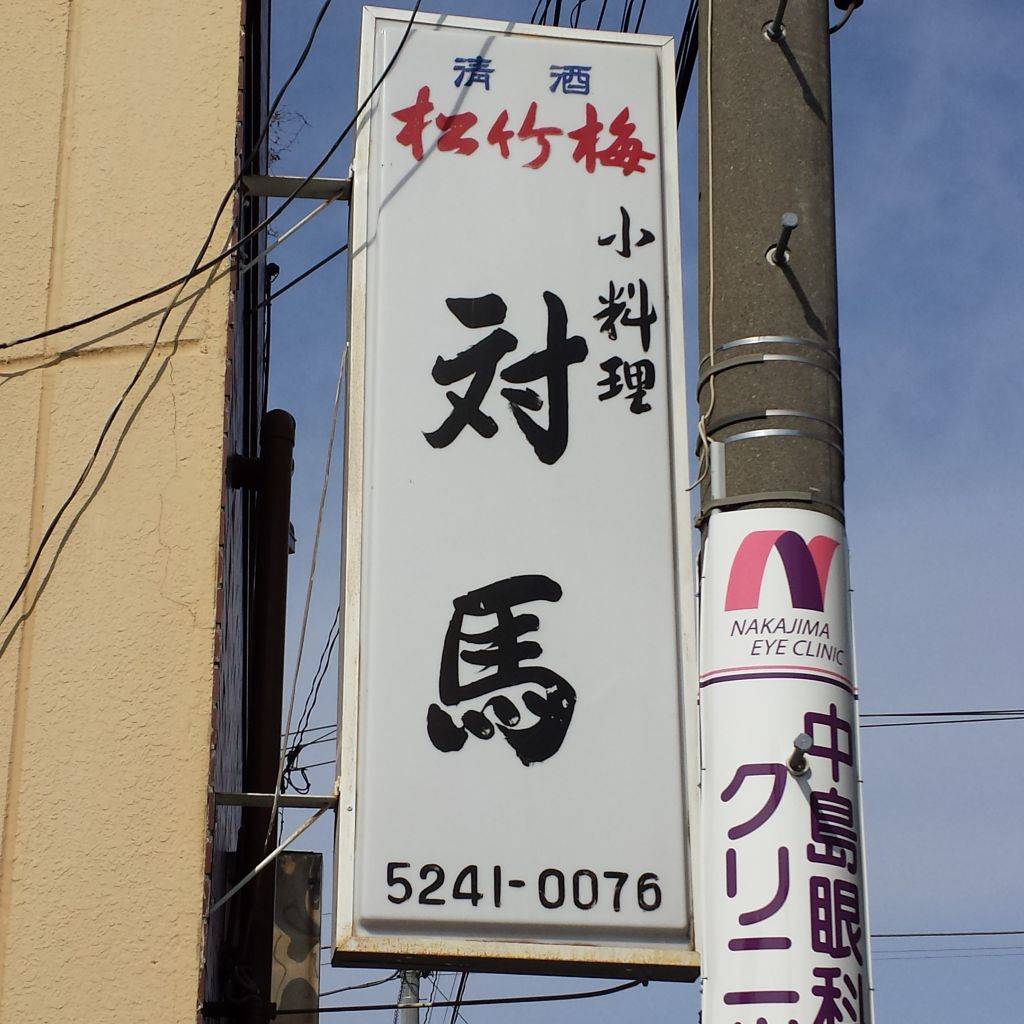 清酒
松竹梅
小料理
対馬
5241-0076
NAKAJIMA
EYE CLINIC
中島眼科
クリニ